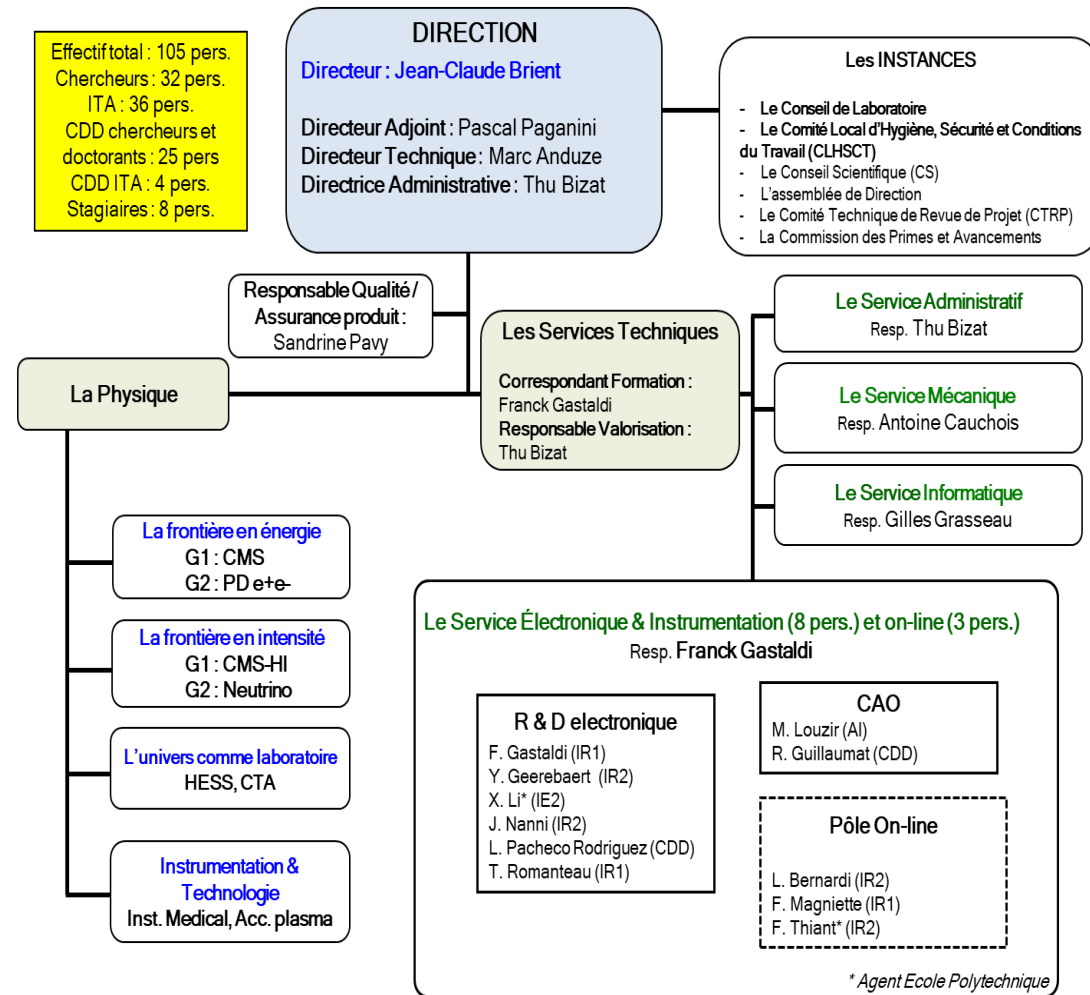 Effectif total : 105 pers.
Chercheurs : 32 pers.
ITA : 36 pers.
CDD chercheurs et
doctorants : 25 pers
CDD ITA : 4 pers.
Stagiaires : 8 pers.
DIRECTION
Directeur : Jean-Claude Brient
Directeur Adjoint : Pascal Paganini
Directeur Technique : Marc Anduze
Directrice Administrative : Thu Bizat
Les INSTANCES
- Le Conseil de Laboratoire
- Le Comité Local d'Hygiène, Sécurité et Conditions
du Travail (CLHSCT)
- Le Conseil Scientifique (CS)
- L'assemblée de Direction
- Le Comité Technique de Revue de Projet (CTRP)
- La Commission des Primes et Avancements
Responsable Qualité /
Assurance produit :
Sandrine Pavy
La Physique
Les Services Techniques
Correspondant Formation :
Franck Gastaldi
Responsable Valorisation :
Thu Bizat
Le Service Administratif
Resp. Thu Bizat
Le Service Mécanique
Resp. Antoine Cauchois
Le Service Informatique
Resp. Gilles Grasseau
La frontière en énergie
G1 : CMS
G2 : PD e+e-
La frontière en intensité
G1 : CMS-HI
G2 : Neutrino
L'univers comme laboratoire
HESS, CTA
Instrumentation &
Technologie
Inst. Medical, Acc. plasma
Le Service Électronique & Instrumentation (8 pers.) et on-line (3 pers.)
Resp. Franck Gastaldi
R & D electronique
F. Gastaldi (IR1)
Y. Geerebaert (IR2)
X. Li* (IE2)
J. Nanni (IR2)
L. Pacheco Rodriguez (CDD)
T. Romanteau (IR1)
CAO
M. Louzir (AI)
R. Guillaumat (CDD)
Pôle On-line
L. Bernardi (IR2)
F. Magniette (IR1)
F. Thiant* (IR2)
* Agent Ecole Polytechnique